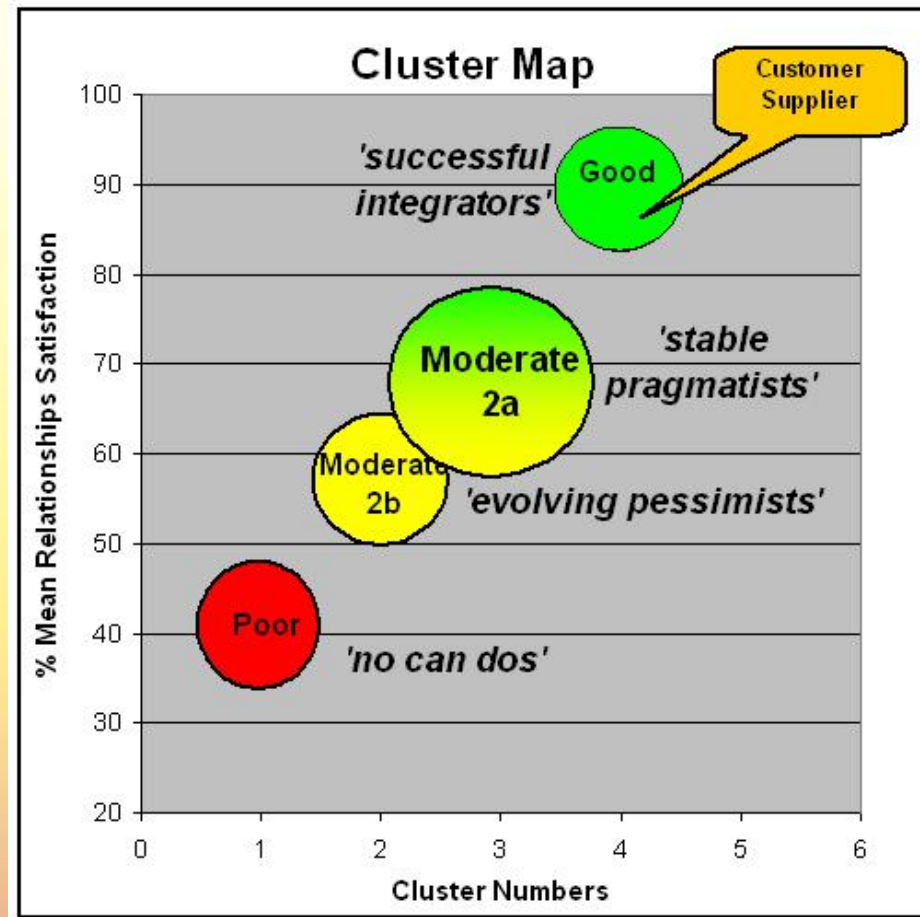 Cluster Map
Customer
Supplier
% Mean Relationships Satisfaction
100
90
80
70
60
50
40
30
20
'successful
integrators'
Good
Moderate
2a
'stable
pragmatists'
Moderate
2b
'evolving pessimists'
Poor
'no can dos'
0 1 2 3 4 5 6
Cluster Numbers